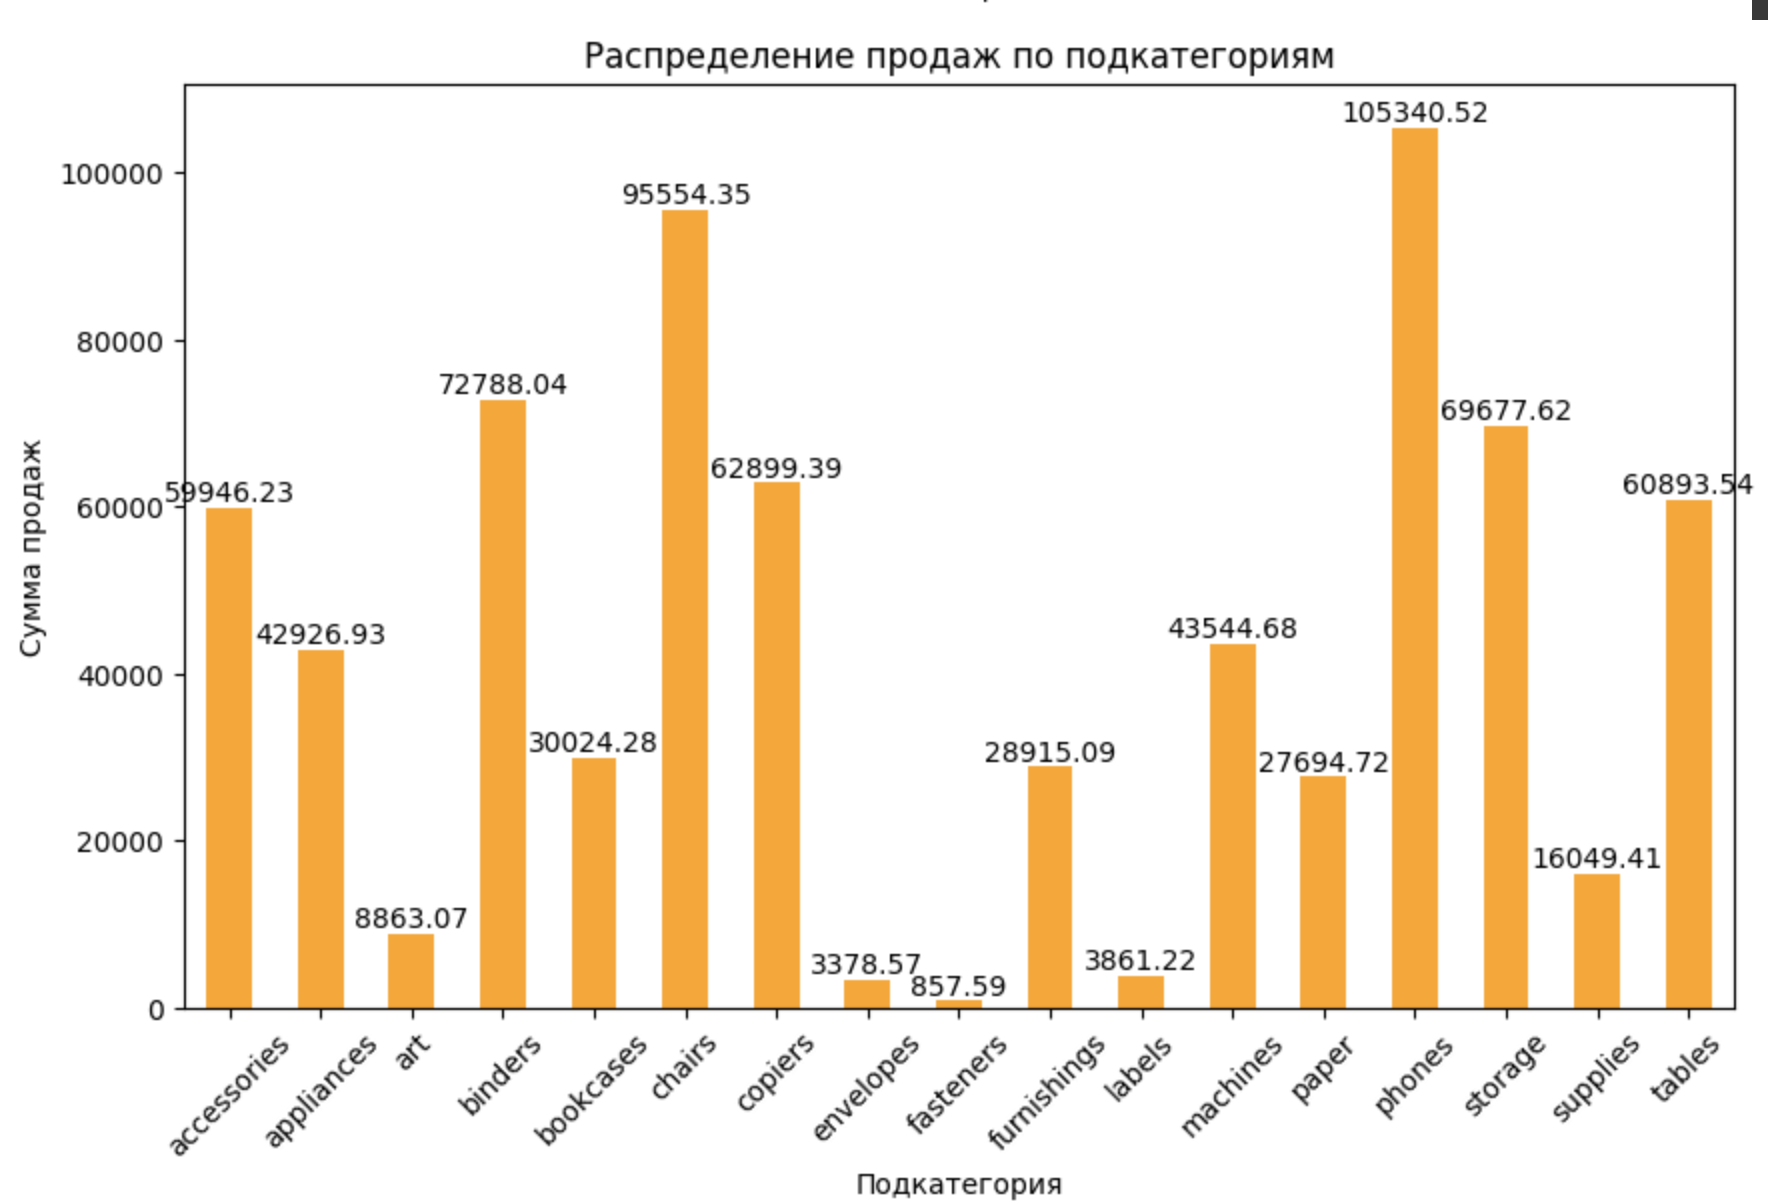 Распределение продаж по подкатегориям
Сумма продаж
100000
80000
60000
40000
20000
0
59946.23
42926.93
8863.07
72788.04
30024.28
95554.35
62899.39
3378.57
857.59
28915.09
3861.22
43544.68
27694.72
105340.52
69677.62
16049.41
60893.54
accessories
appliances
art
binders
bookcases
chairs
copiers
envelopes
fasteners
furnishings
labels
machines
paper
phones
storage
supplies
tables
Подкатегория